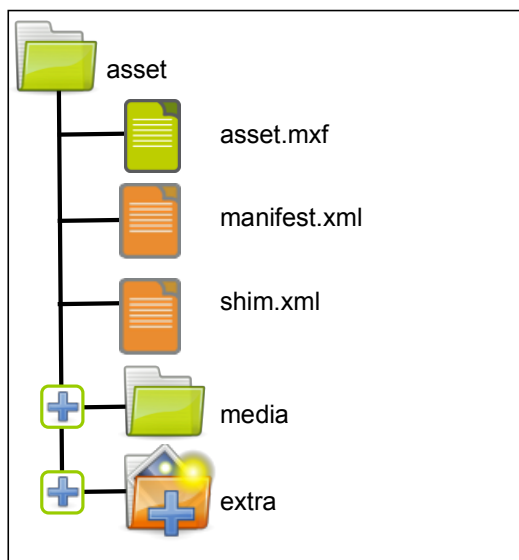 asset
asset.mxf
manifest.xml
shim.xml
media
extra